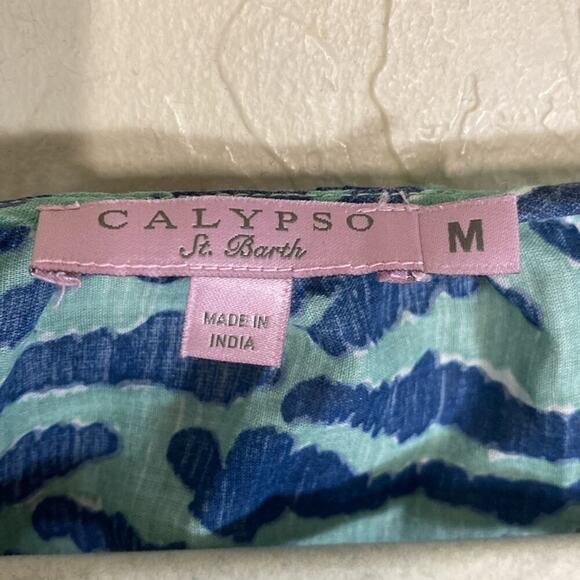 CALYPSO
St. Barth
M
MADE IN
INDIA